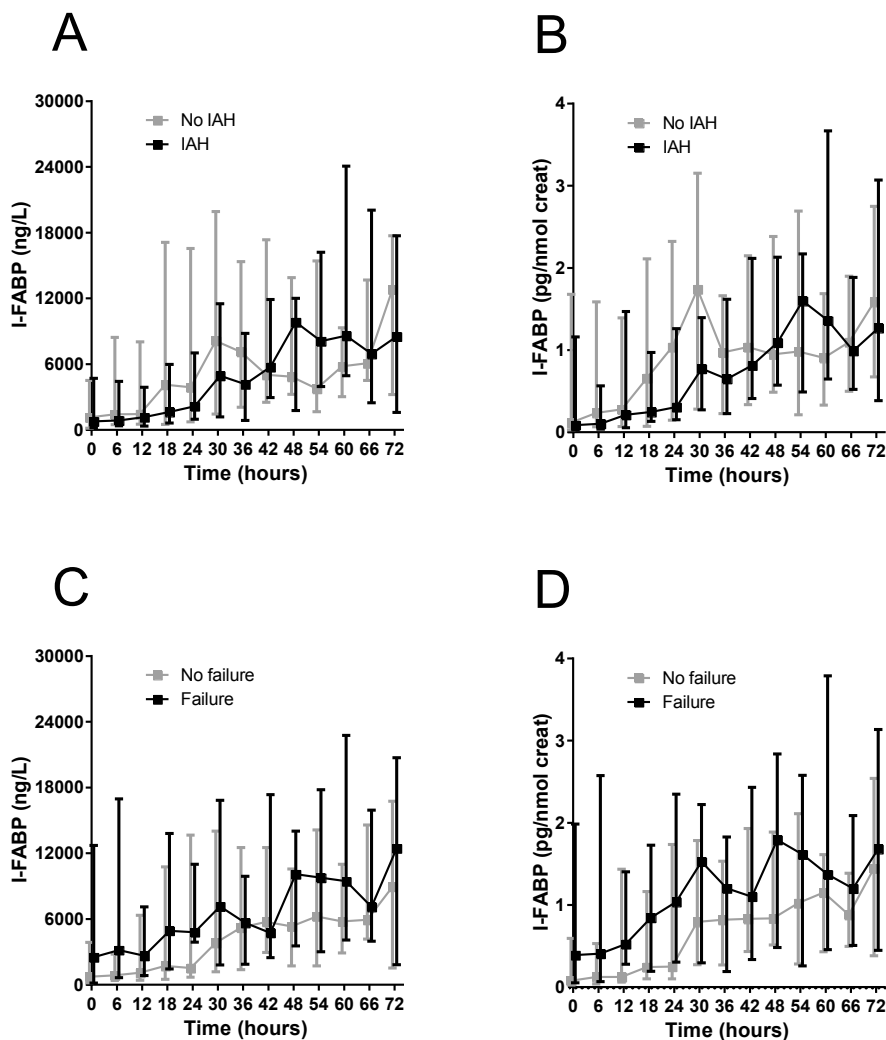 A
30000
24000
18000
12000
6000
0
I-FABP (ng/L)
No IAH
IAH
0 6 12 18 24 30 36 42 48 54 60 66 72
Time (hours)
B
4
3
2
1
0
I-FABP (pg/nmol creat)
No IAH
IAH
0 6 12 18 24 30 36 42 48 54 60 66 72
Time (hours)
C
30000
24000
18000
12000
6000
0
I-FABP (ng/L)
No failure
Failure
0 6 12 18 24 30 36 42 48 54 60 66 72
Time (hours)
D
4
3
2
1
0
I-FABP (pg/nmol creat)
No failure
Failure
0 6 12 18 24 30 36 42 48 54 60 66 72
Time (hours)